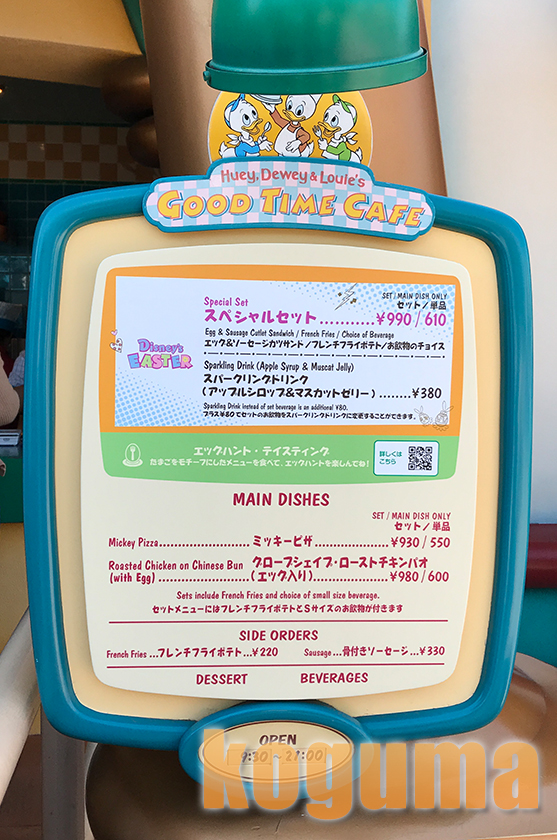 Huey, Dewey & Louie's
GOOD TIME CAFE
SET / MAIN DISH ONLY
セット／単品
Special Set
スペシャルセット............¥990 / 610
Egg & Sausage Cutlet Sandwich / French Fries / Choice of Beverage
エッグ&ソーセージカツサンド／フレンチフライポテト／お飲物のチョイス
Disney's
EASTER
Sparkling Drink (Apple Syrup & Muscat Jelly)
スパークリングドリンク
(アップルシロップ&マスカットゼリー)........¥380
Sparkling Drink instead of set beverage is an additional ¥80.
プラス¥80でセットのお飲物をスパークリングドリンクに変更することができます。
エッグハント・テイスティング
たまごをモチーフにしたメニューを食べて、エッグハントを楽しんでね！
詳しくは
こちら
MAIN DISHES
SET / MAIN DISH ONLY
セット／単品
Mickey Pizza........................ミッキーピザ....................¥930 / 550
Roasted Chicken on Chinese Bun グローブシェイプ・ローストチキンパオ
(with Egg)........................(エッグ入り)....................¥980 / 600
Sets include French Fries and choice of small size beverage.
セットメニューにはフレンチフライポテトとSサイズのお飲物が付きます
SIDE ORDERS
French Fries ...フレンチフライポテト...¥220 Sausage ...骨付きソーセージ...¥330
DESSERT BEVERAGES
OPEN
9:30 ~ 21:00
koguma